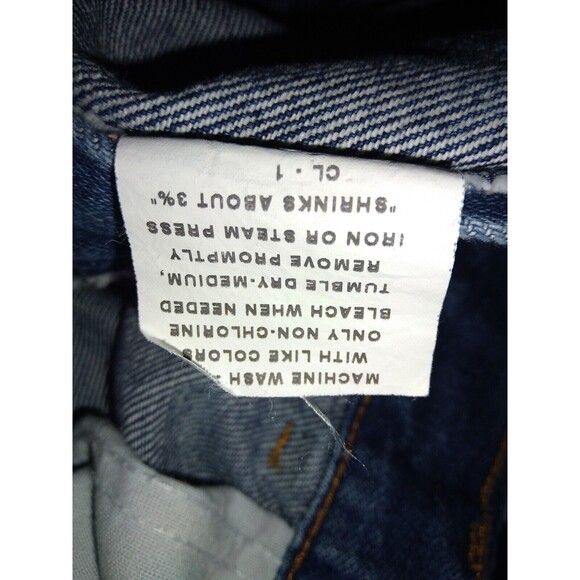 MACHINE WASH -
WITH LIKE COLORS
ONLY NON-CHLORINE
BLEACH WHEN NEEDED
TUMBLE DRY-MEDIUM,
REMOVE PROMPTLY
IRON OR STEAM PRESS
"SHRINKS ABOUT 3%"
CL - 1